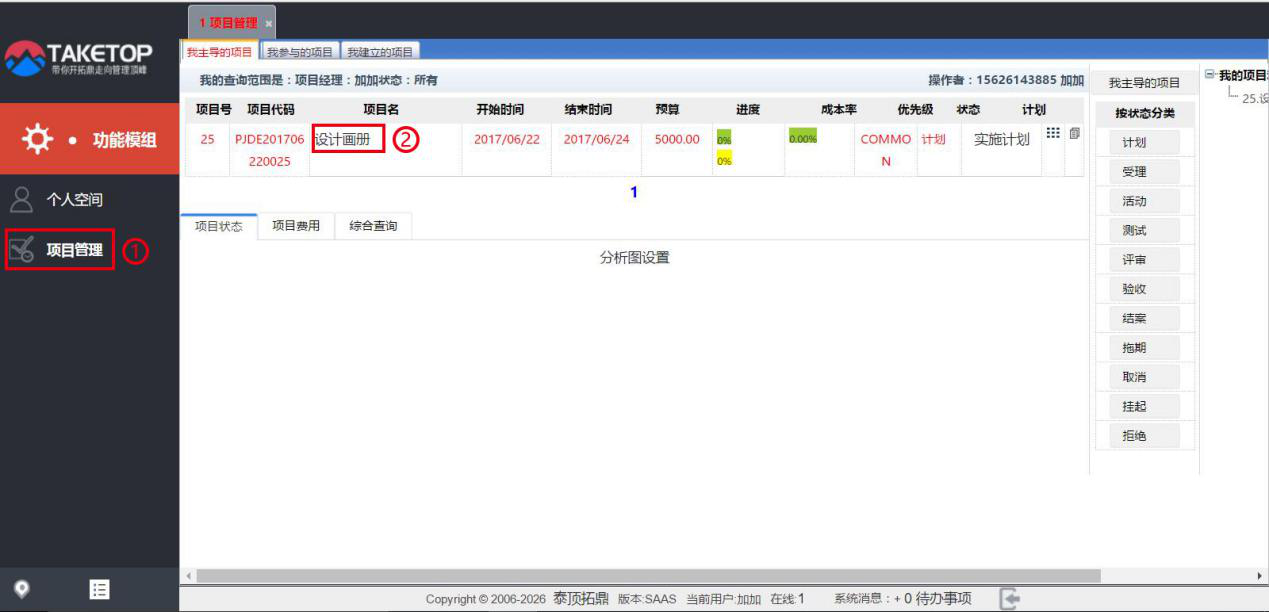 1 项目管理 ×
TAKETOP
带你开拓鼎走向管理顶峰
我主导的项目 我参与的项目 我建立的项目
我的查询范围是：项目经理：加加状态：所有 操作者：15626143885 加加
项目号 项目代码 项目名 开始时间 结束时间 预算 进度 成本率 优先级 状态 计划
25 PJDE201706 设计画册 ② 2017/06/22 2017/06/24 5000.00 0% 0.00% COMMO 计划 实施计划
220025 0% N
1
功能模组
个人空间
项目管理 ①
项目状态 项目费用 综合查询
分析图设置
我主导的项目
按状态分类
计划
受理
活动
测试
评审
验收
结案
拖期
取消
挂起
拒绝
我的项目
25.设
Copyright © 2006-2026 泰顶拓鼎 版本:SAAS 当前用户:加加 在线:1 系统消息：+ 0 待办事项